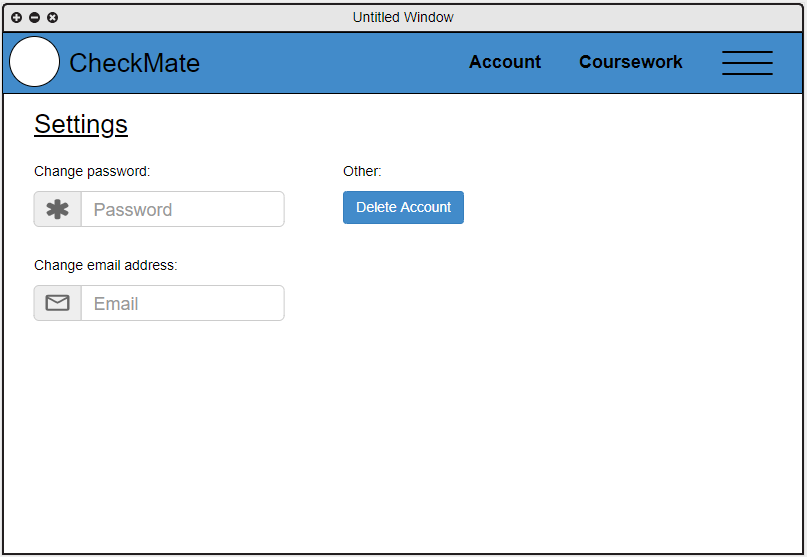 Untitled Window
CheckMate
Account
Coursework
Settings
Change password:
Password
Change email address:
Email
Other:
Delete Account